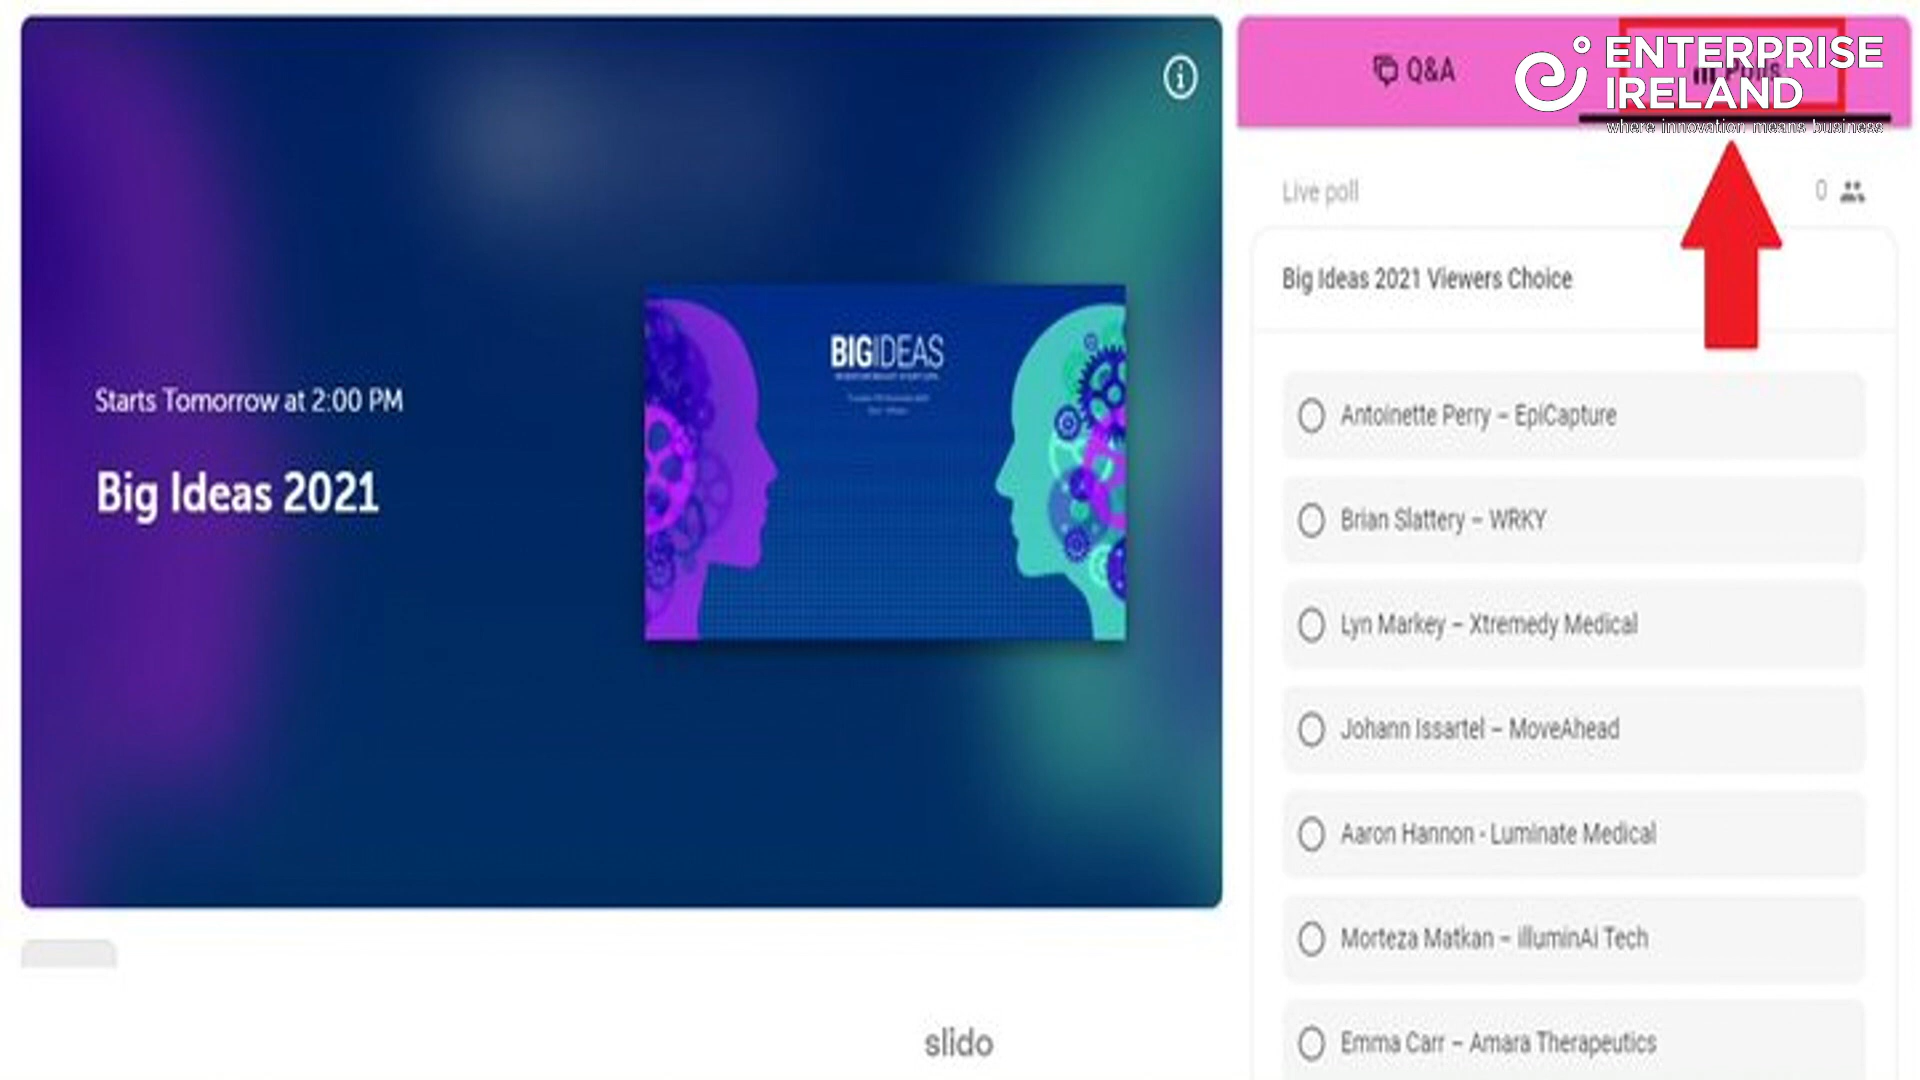 Starts Tomorrow at 2:00 PM
Big Ideas 2021
BIGIDEAS
slido
Q&A
Polls
ENTERPRISE
IRELAND
where innovation means business
Live poll
0
Big Ideas 2021 Viewers Choice
Antoinette Perry – EpiCapture
Brian Slattery – WRKY
Lyn Markey – Xtremedy Medical
Johann Issartel – MoveAhead
Aaron Hannon - Luminate Medical
Morteza Matkan – illuminAi Tech
Emma Carr – Amara Therapeutics